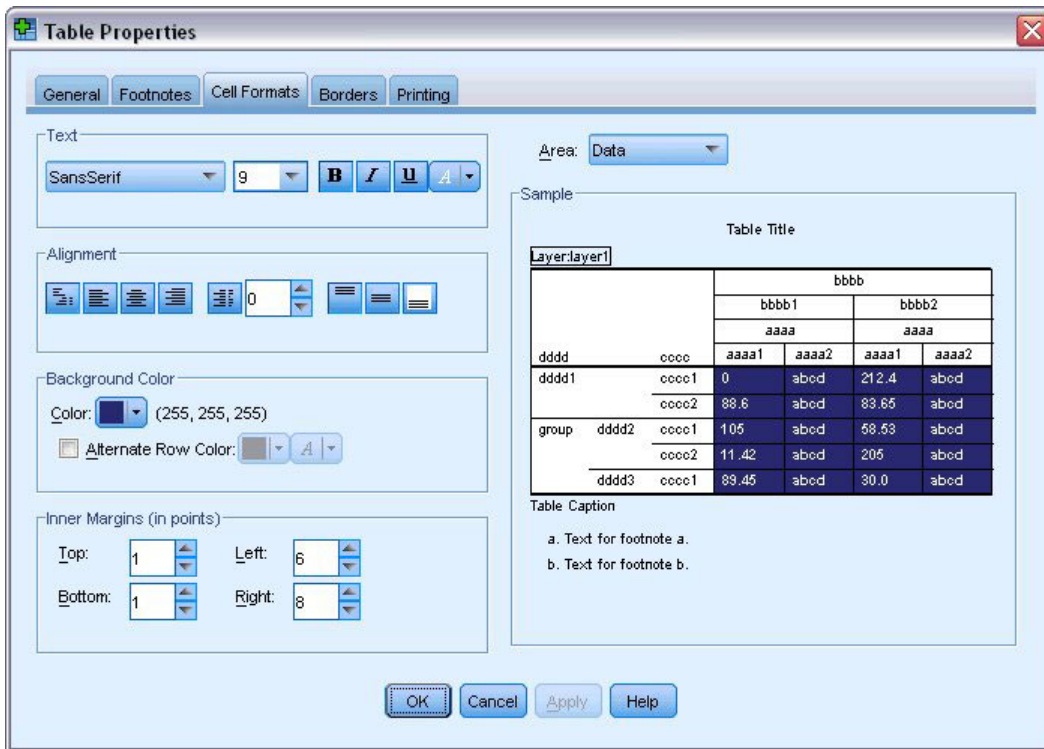 Table Properties
General Footnotes Cell Formats Borders Printing
Text
SansSerif 9 B I U A
Alignment
0
Background Color
Color: (255, 255, 255)
Alternate Row Color: A
Inner Margins (in points)
Top: 1 Left: 6
Bottom: 1 Right: 8
Area: Data
Sample
Table Title
Layer:layer1
bbbb
bbbb1 bbbb2
aaaa aaaa
dddd cccc aaaa1 aaaa2 aaaa1 aaaa2
dddd1 cccc1 0 abcd 212.4 abcd
cccc2 88.6 abcd 83.65 abcd
group dddd2 cccc1 105 abcd 58.53 abcd
cccc2 11.42 abcd 205 abcd
dddd3 cccc1 89.45 abcd 30.0 abcd
Table Caption
a. Text for footnote a.
b. Text for footnote b.
OK Cancel Apply Help